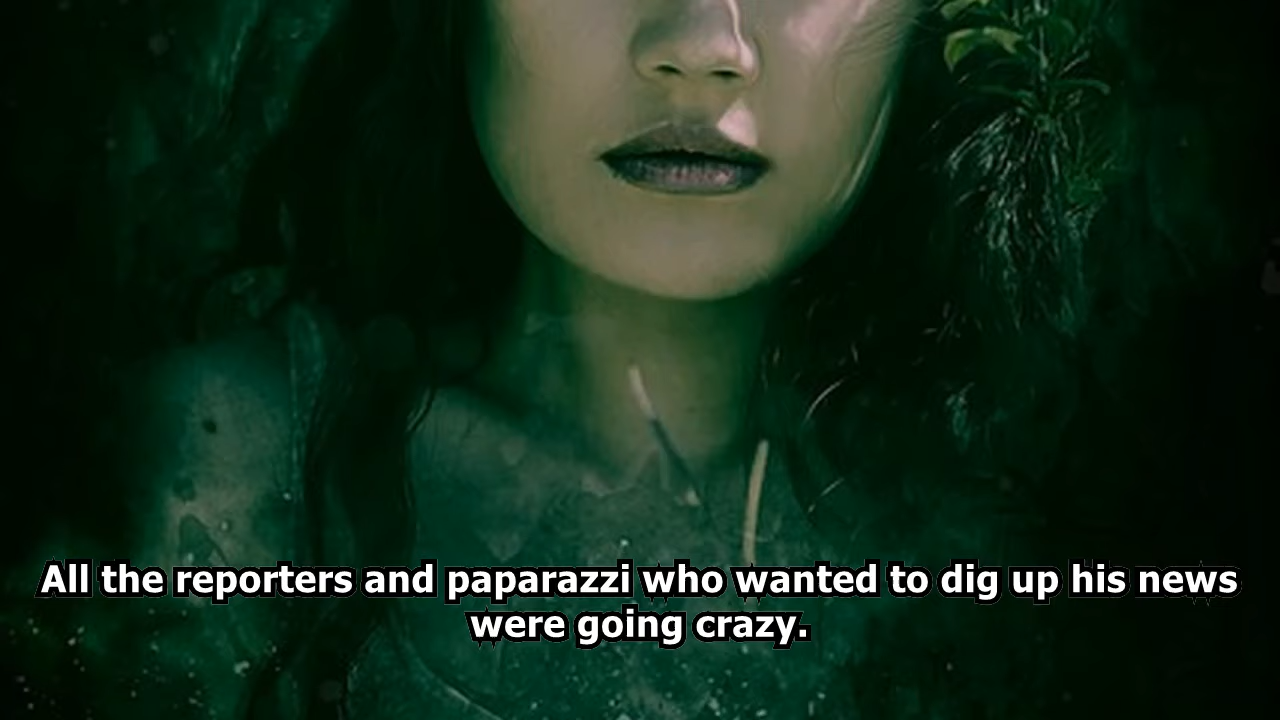 All the reporters and paparazzi who wanted to dig up his news
were going crazy.